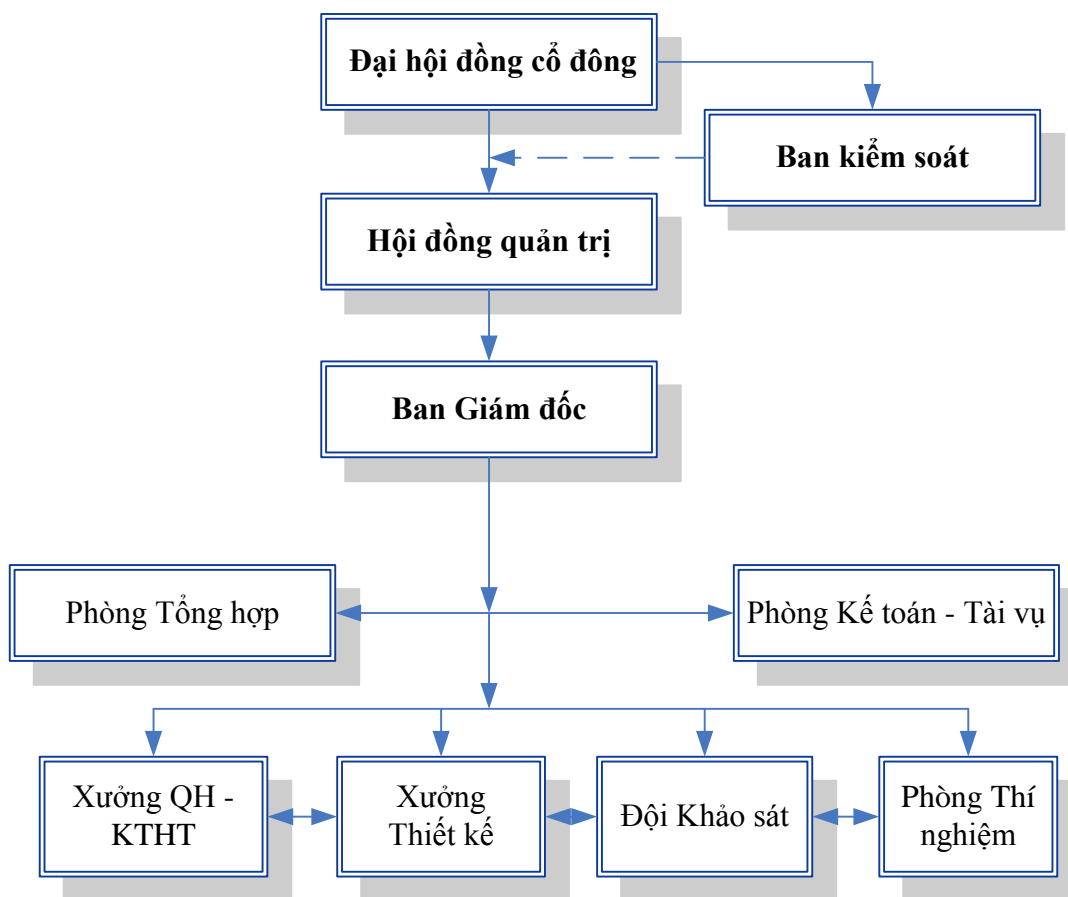 Đại hội đồng cổ đông
Ban kiểm soát
Hội đồng quản trị
Ban Giám đốc
Phòng Tổng hợp
Phòng Kế toán - Tài vụ
Xưởng QH -
KTHT
Xưởng
Thiết kế
Đội Khảo sát
Phòng Thí
nghiệm